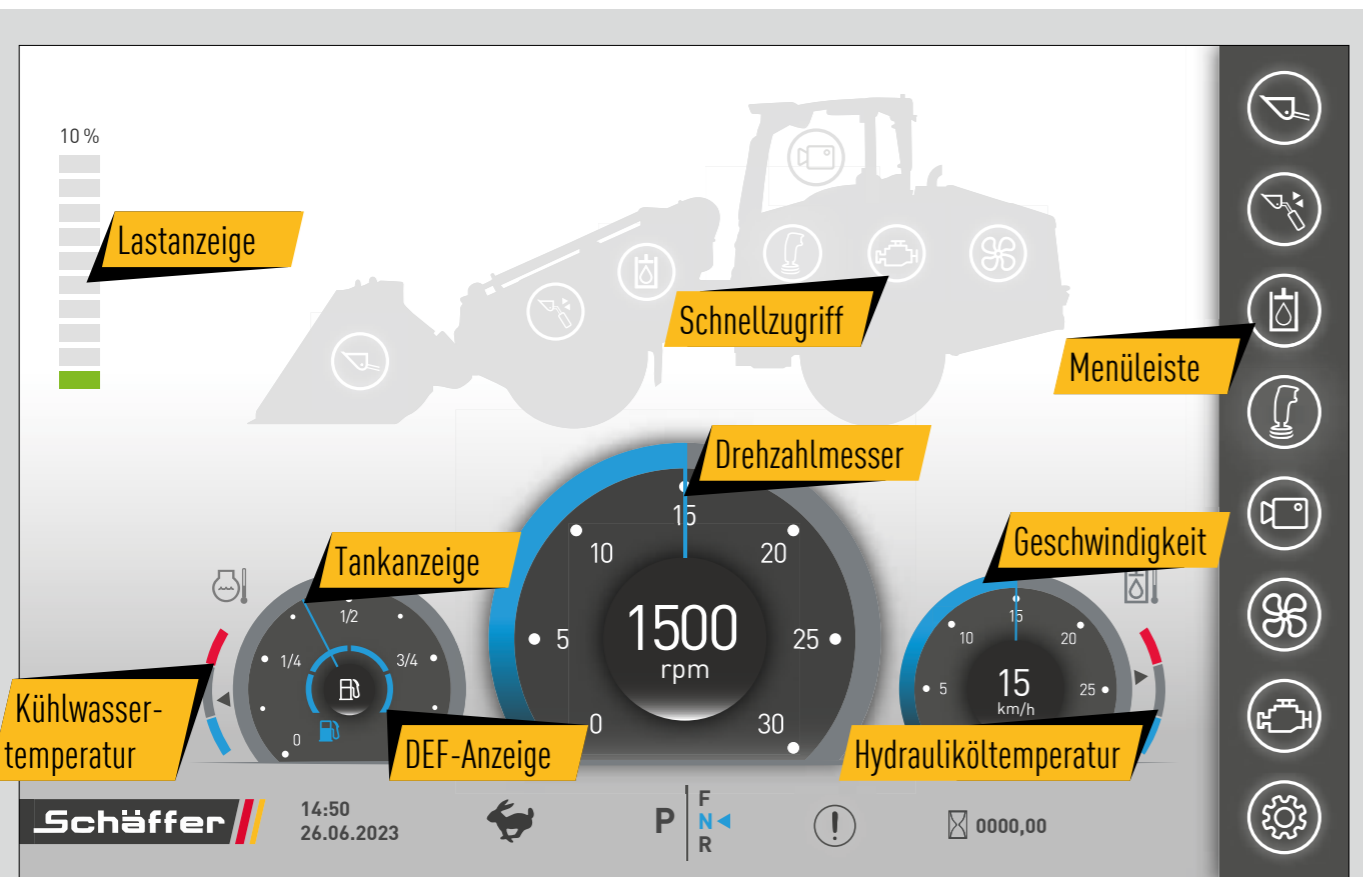 10 %
Lastanzeige
Schnellzugriff
Menüleiste
Drehzahlmesser
Tankanzeige
Geschwindigkeit
0
1/4
1/2
3/4
0
5
10
15
20
25
30
1500
rpm
5
10
15
20
25
15
km/h
Kühlwasser-
temperatur
DEF-Anzeige
Hydrauliköltemperatur
Schäffer
14:50
26.06.2023
P
F
N
R
!
0000,00